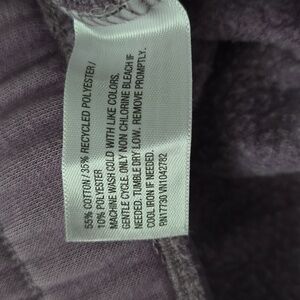 55% COTTON / 35% RECYCLED POLYESTER /
10% POLYESTER
MACHINE WASH COLD WITH LIKE COLORS.
GENTLE CYCLE. ONLY NON CHLORINE BLEACH IF
NEEDED. TUMBLE DRY LOW. REMOVE PROMPTLY.
COOL IRON IF NEEDED.
RN17730 VN1042782